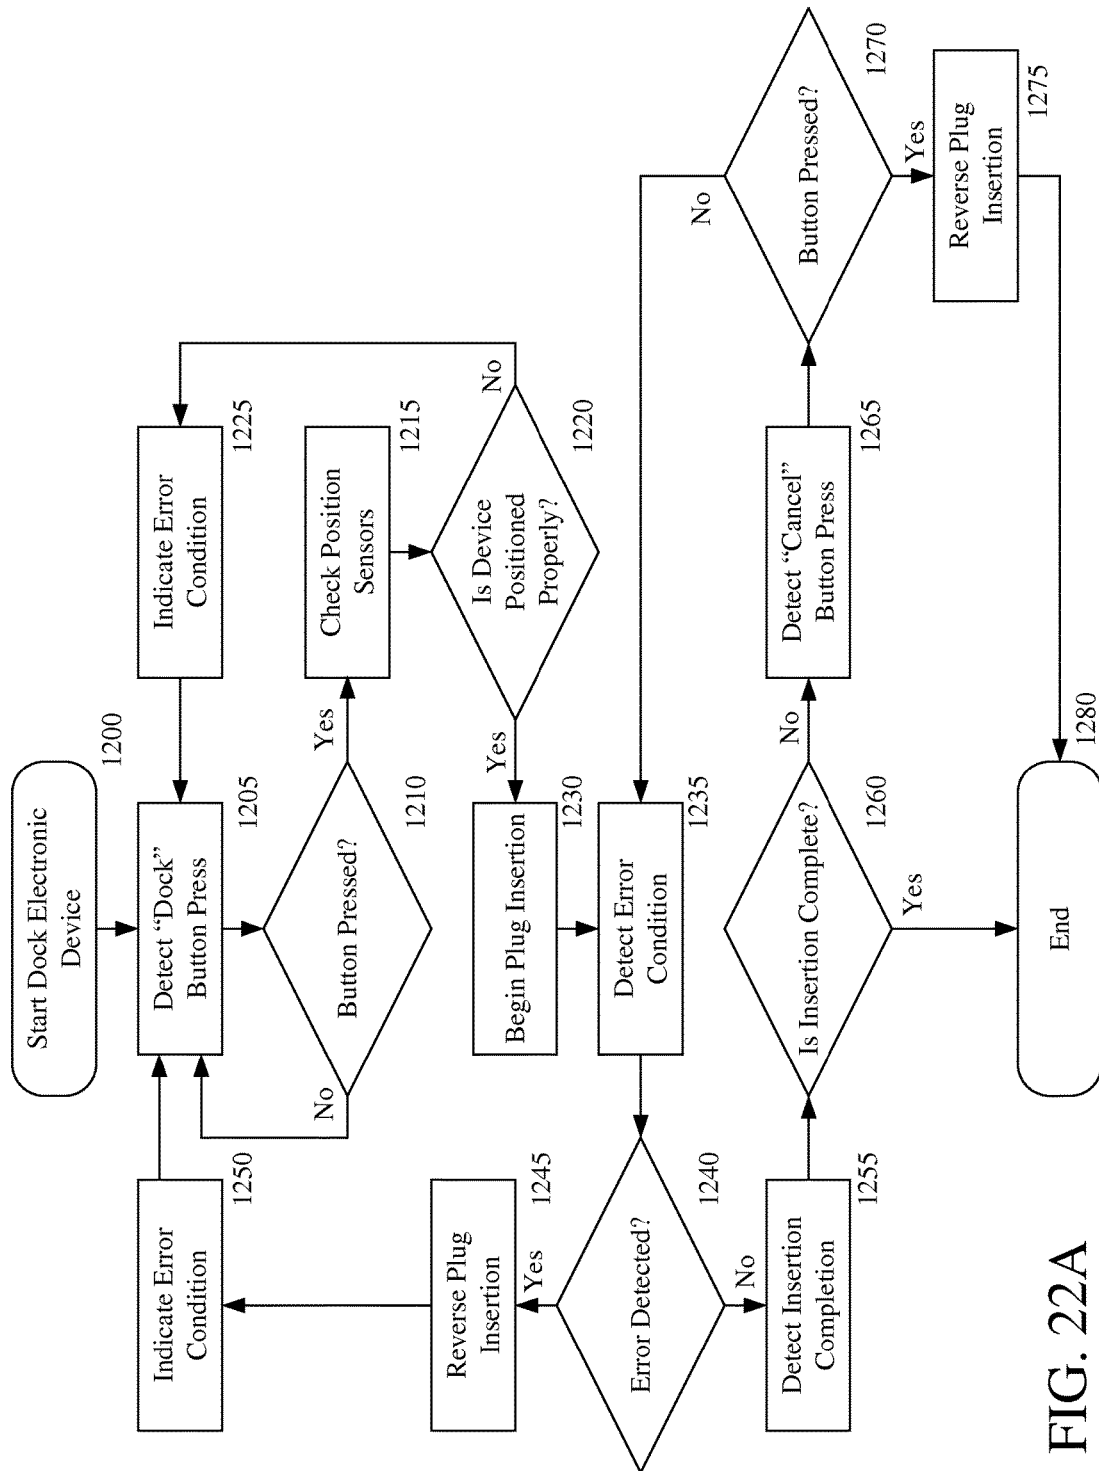 Start Dock Electronic
Device
1200
Indicate Error
Condition
1250
Detect “Dock”
Button Press
1205
Indicate Error
Condition
1225
No
Button Pressed?
1210
Yes
Check Position
Sensors
1215
Reverse Plug
Insertion
1245
Begin Plug Insertion
1230
Yes
Is Device
Positioned
Properly?
1220
No
Yes
Error Detected?
1240
No
Detect Error
Condition
1235
No
Detect Insertion
Completion
1255
Is Insertion Complete?
1260
No
Yes
Detect “Cancel”
Button Press
1265
Button Pressed?
1270
Yes
Reverse Plug
Insertion
1275
End
1280
FIG. 22A